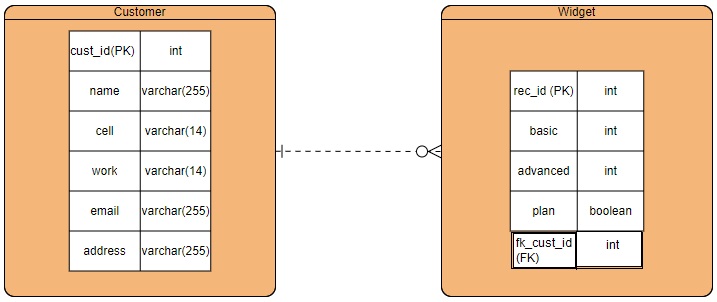 Customer
cust_id(PK) int
name varchar(255)
cell varchar(14)
work varchar(14)
email varchar(255)
address varchar(255)
Widget
rec_id (PK) int
basic int
advanced int
plan boolean
fk_cust_id int
(FK)